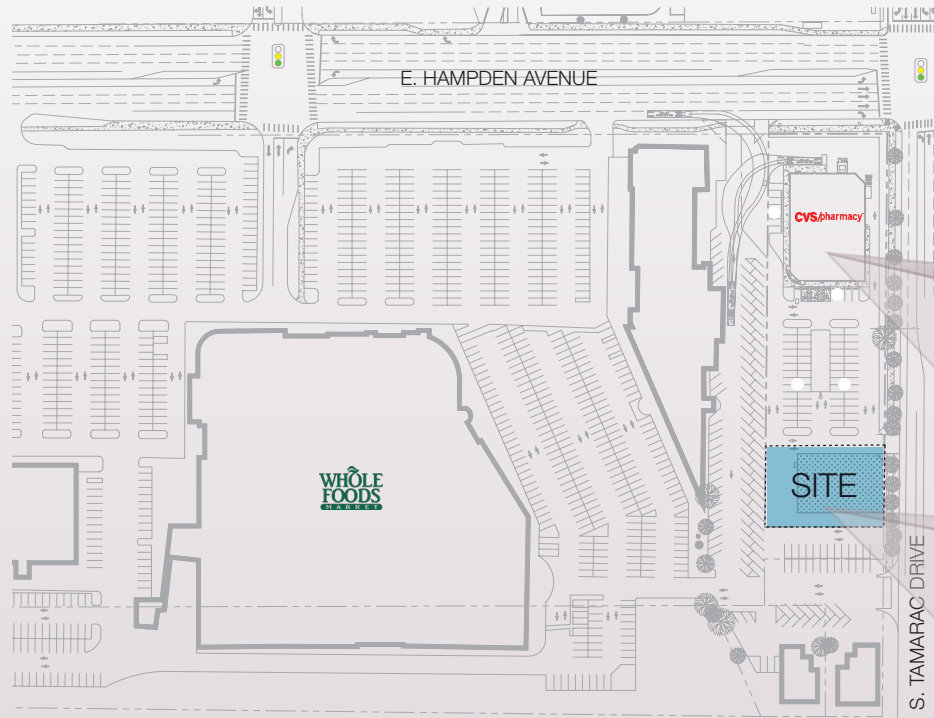 E. HAMPDEN AVENUE
CVS/pharmacy
WHOLE
FOODS
MARKET
SITE
S. TAMARAC DRIVE